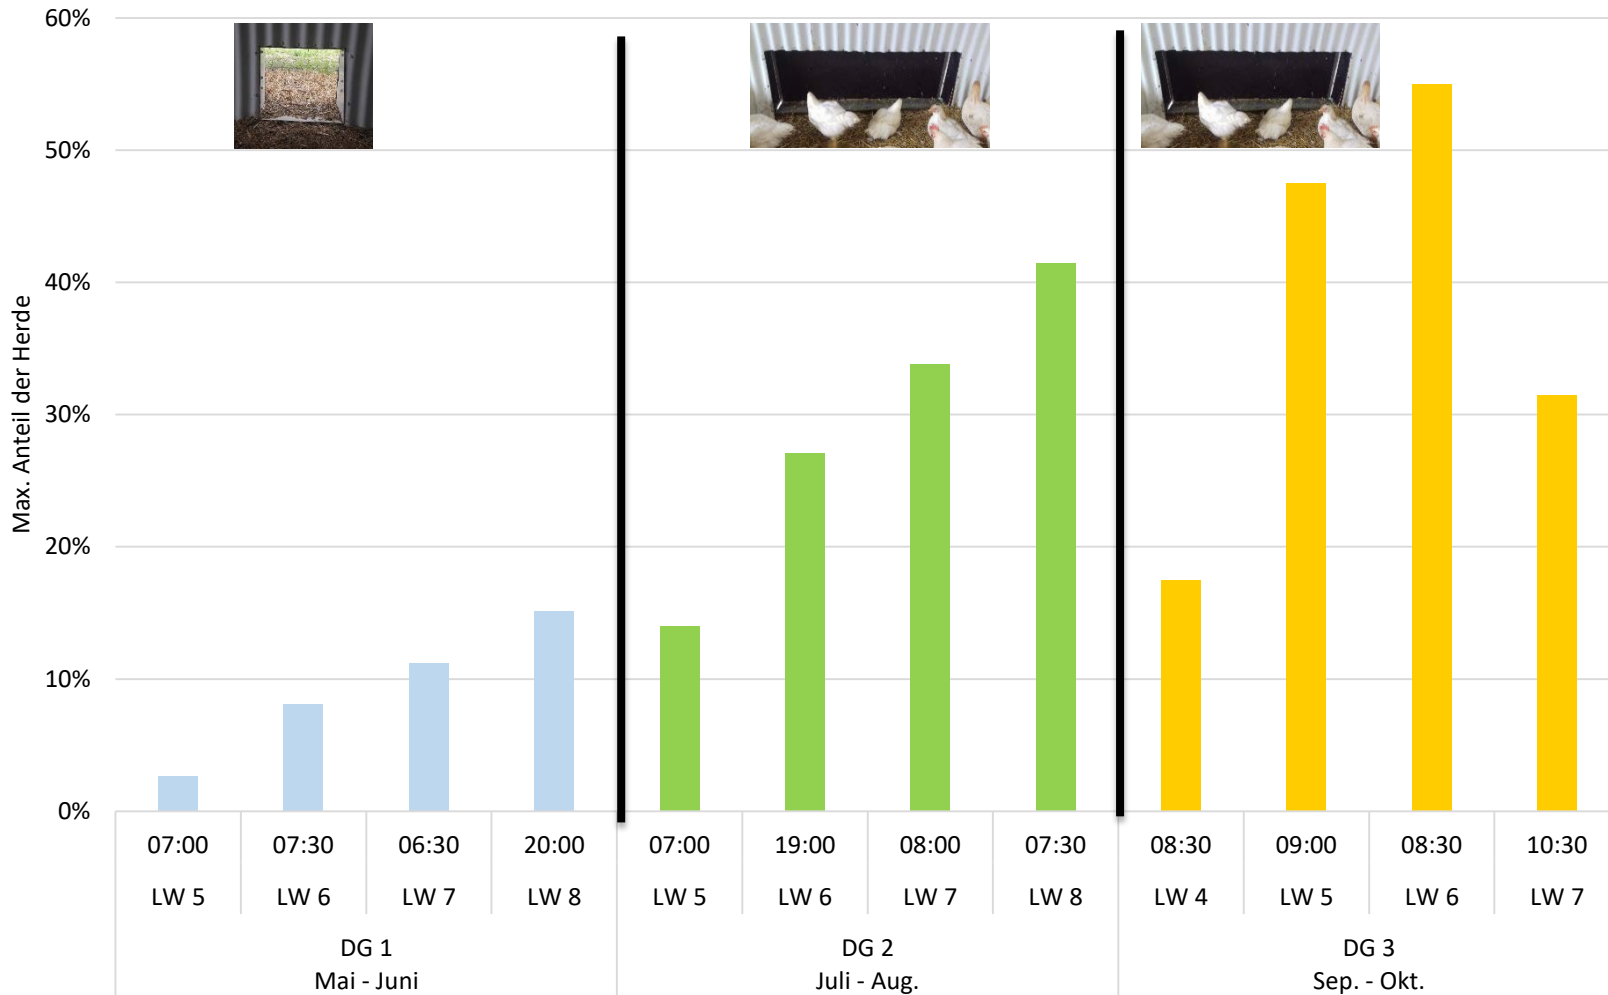 60%
50%
40%
30%
20%
10%
0%
Max. Anteil der Herde
07:00 07:30 06:30 20:00 07:00 19:00 08:00 07:30 08:30 09:00 08:30 10:30
LW 5 LW 6 LW 7 LW 8 LW 5 LW 6 LW 7 LW 8 LW 4 LW 5 LW 6 LW 7
DG 1 DG 2 DG 3
Mai - Juni Juli - Aug. Sep. - Okt.